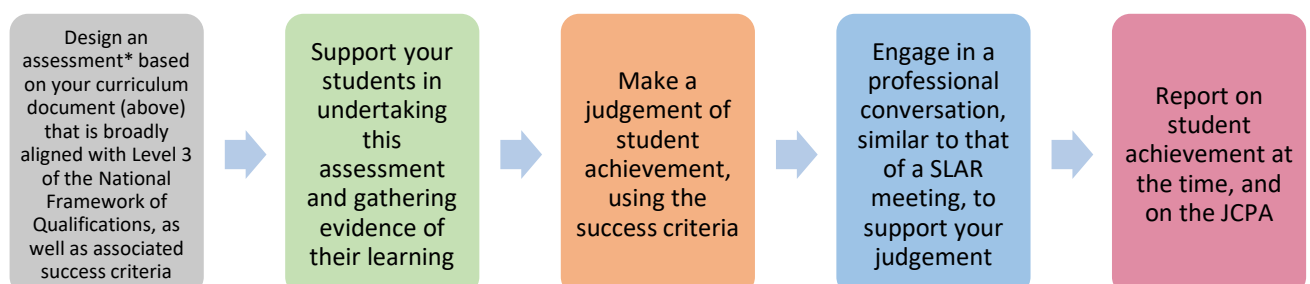 Design an
assessment* based
on your curriculum
document (above)
that is broadly
aligned with Level 3
of the National
Framework of
Qualifications, as
well as associated
success criteria
Support your
students in
undertaking
this
assessment
and gathering
evidence of
their learning
Make a
judgement of
student
achievement,
using the
success criteria
Engage in a
professional
conversation,
similar to that
of a SLAR
meeting, to
support your
judgement
Report on
student
achievement at
the time, and
on the JCPA